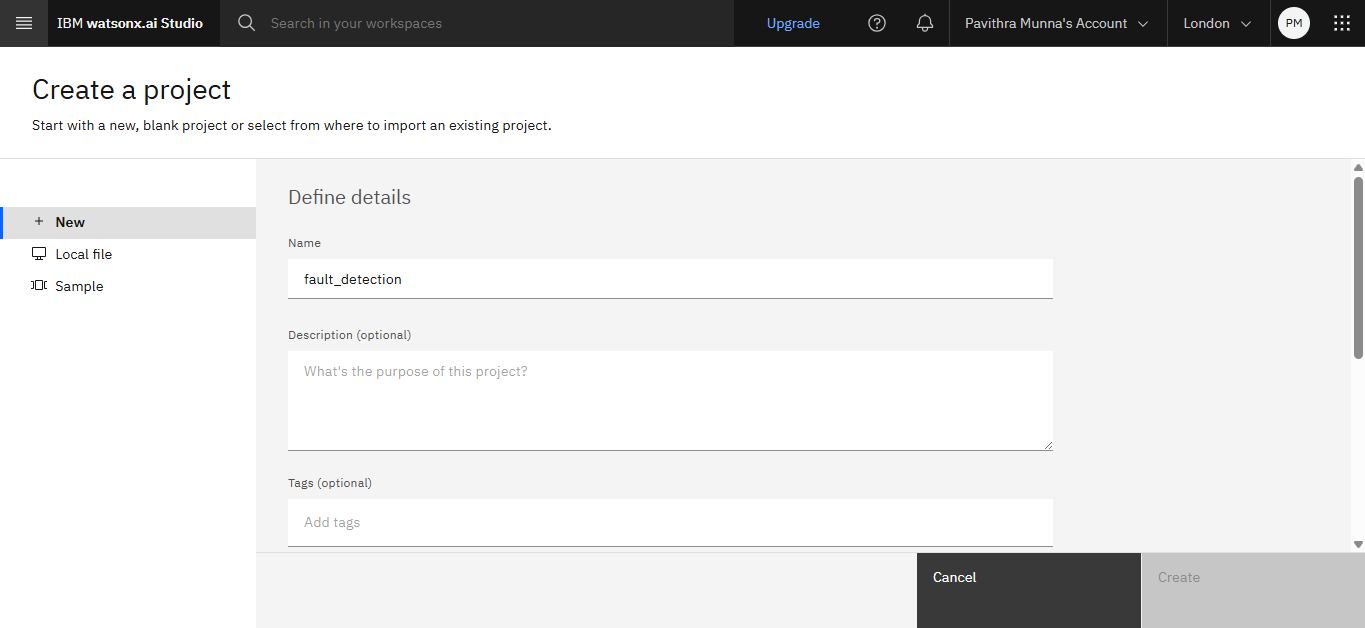 IBM watsonx.ai Studio
Search in your workspaces
Upgrade
Pavithra Munna's Account
London
PM
Create a project
Start with a new, blank project or select from where to import an existing project.
New
Local file
Sample
Define details
Name
fault_detection
Description (optional)
What's the purpose of this project?
Tags (optional)
Add tags
Cancel
Create